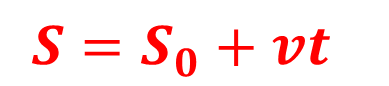 S = S₀ + vt